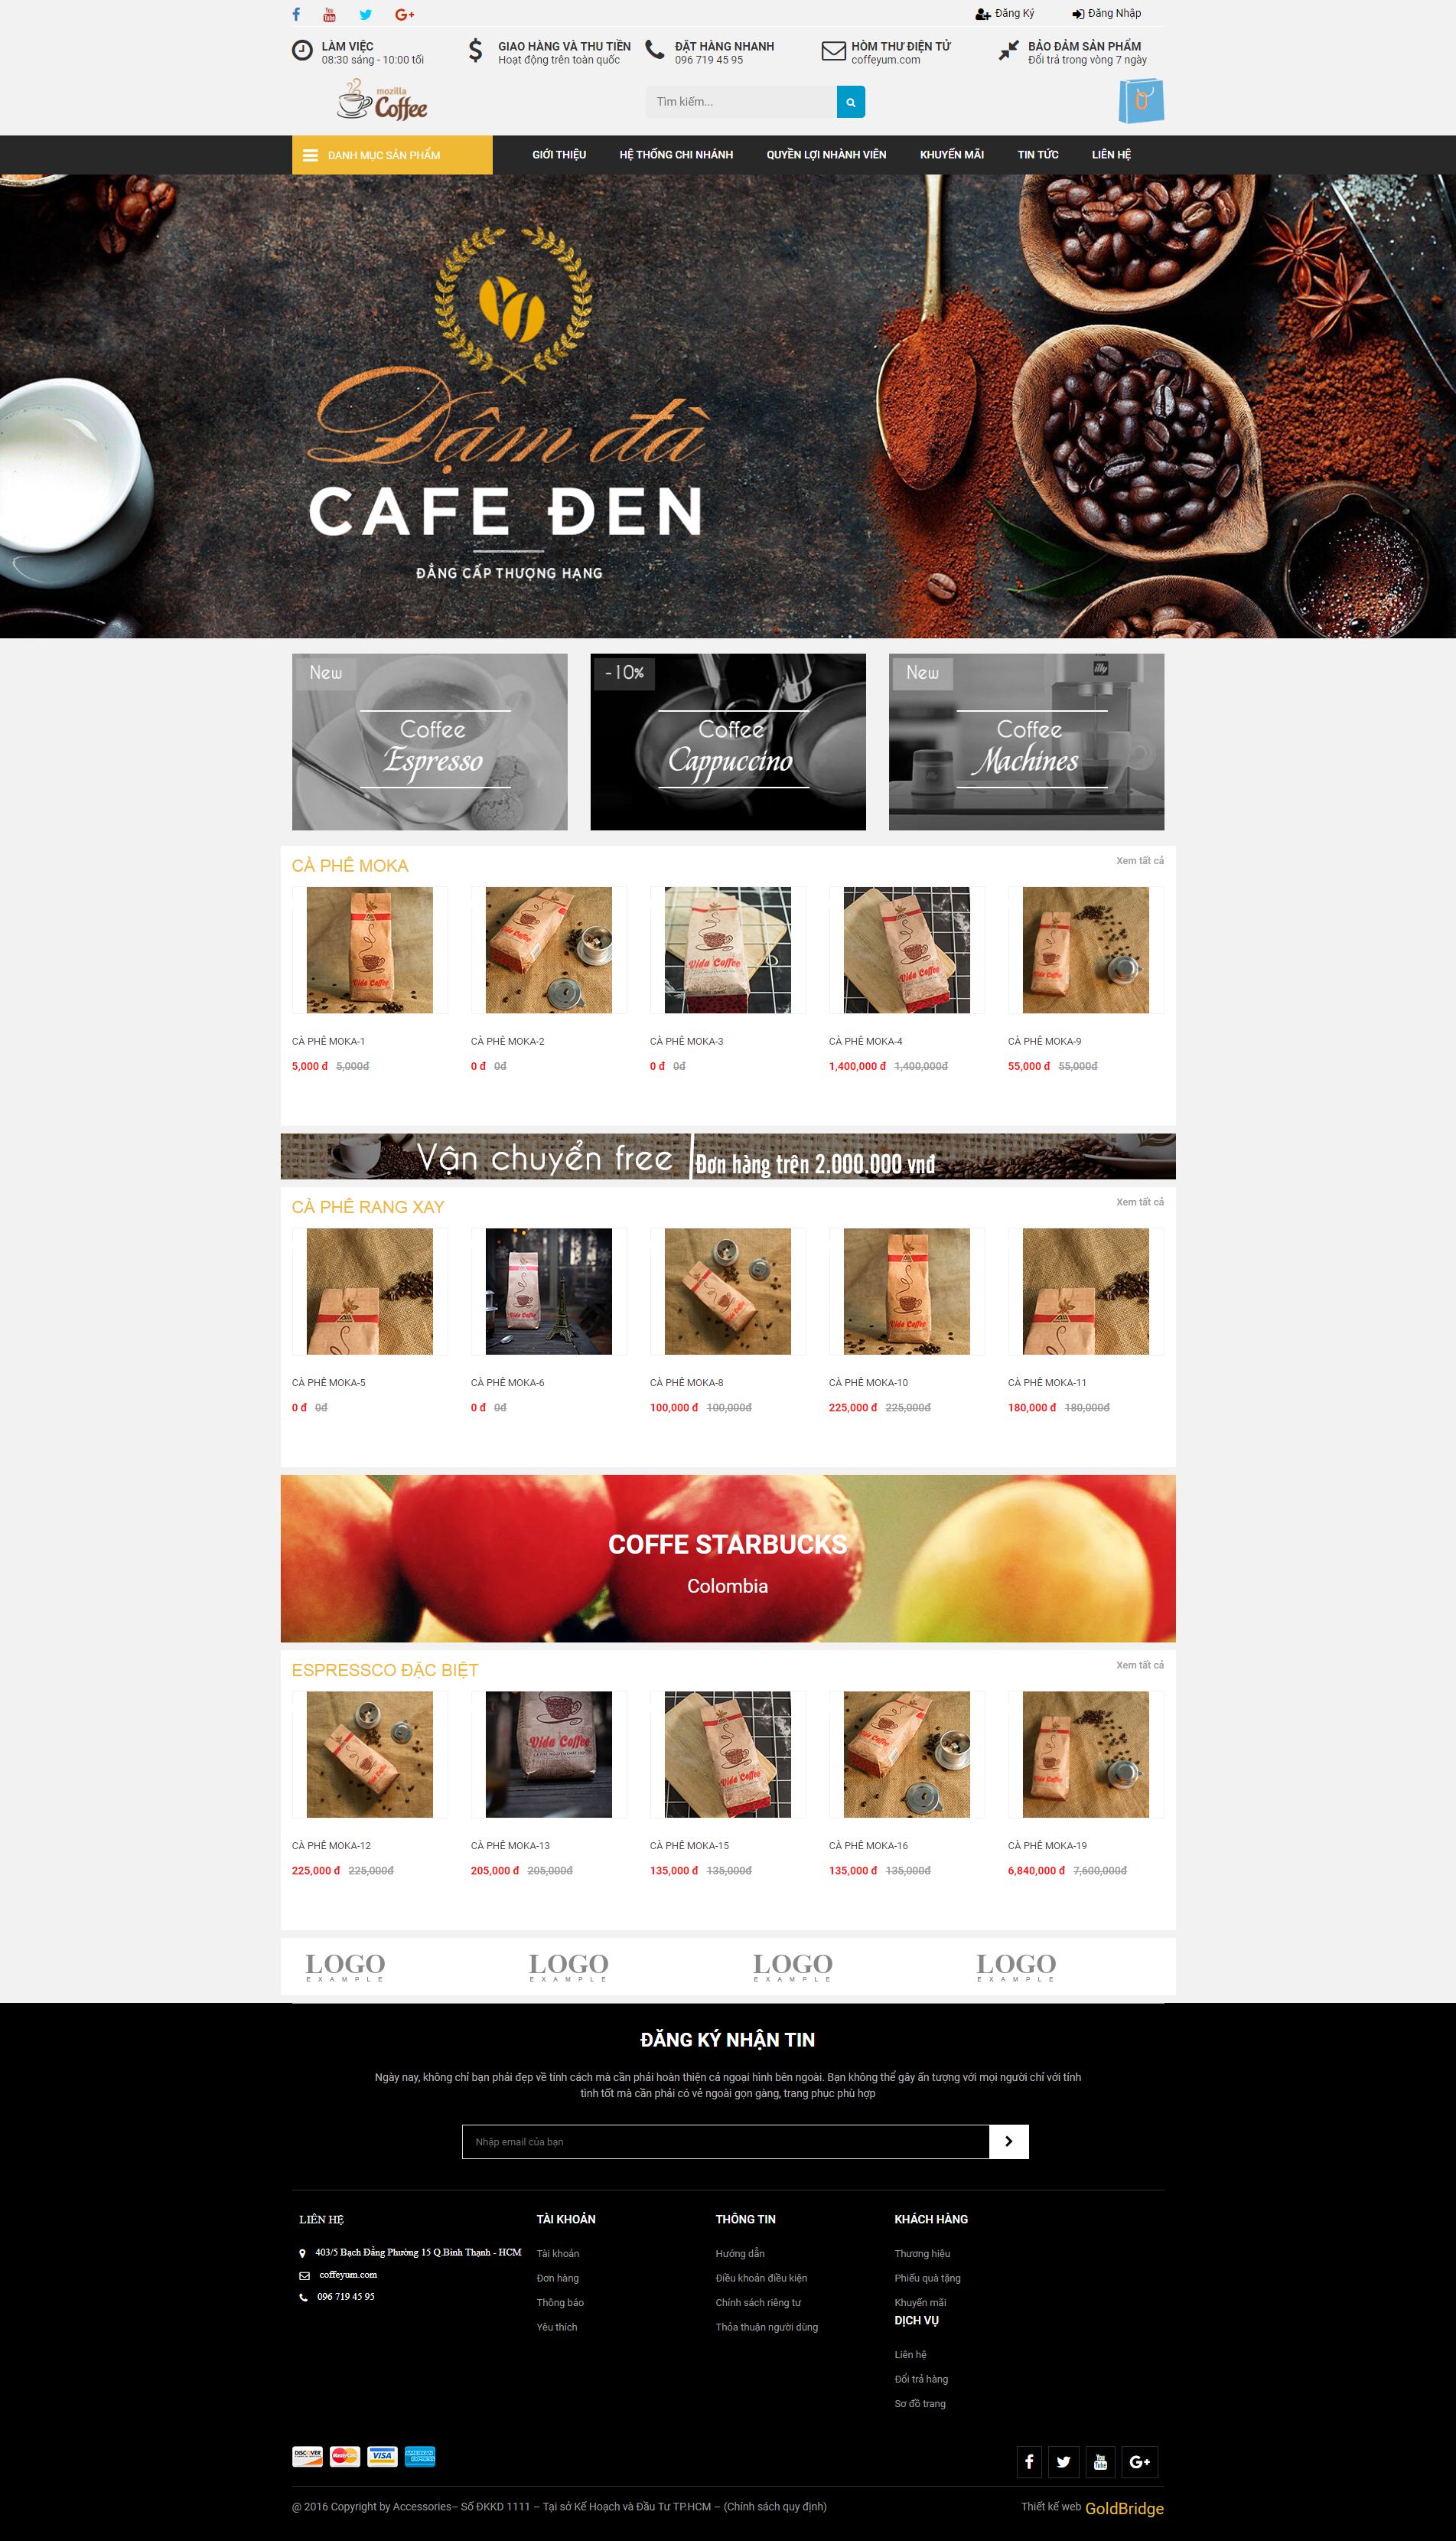 Đăng Ký
Đăng Nhập
LÀM VIỆC
08:30 sáng - 10:00 tối
GIAO HÀNG VÀ THU TIỀN
Hoạt động trên toàn quốc
ĐẶT HÀNG NHANH
096 719 45 95
HÒM THƯ ĐIỆN TỬ
coffeyum.com
BẢO ĐẢM SẢN PHẨM
Đổi trả trong vòng 7 ngày
mozilla
Coffee
Tìm kiếm...
0
DANH MỤC SẢN PHẨM
GIỚI THIỆU
HỆ THỐNG CHI NHÁNH
QUYỀN LỢI NHÀNH VIÊN
KHUYẾN MÃI
TIN TỨC
LIÊN HỆ
Đậm đà
CAFE ĐEN
ĐẲNG CẤP THƯỢNG HẠNG
New
Coffee
Espresso
-10%
Coffee
Cappuccino
New
Coffee
Machines
CÀ PHÊ MOKA
Xem tất cả
CÀ PHÊ MOKA-1
CÀ PHÊ MOKA-2
CÀ PHÊ MOKA-3
CÀ PHÊ MOKA-4
CÀ PHÊ MOKA-9
5,000 đ 5,000đ
0 đ 0đ
0 đ 0đ
1,400,000 đ 1,400,000đ
55,000 đ 55,000đ
Vận chuyển free
Đơn hàng trên 2.000.000 vnđ
CÀ PHÊ RANG XAY
Xem tất cả
CÀ PHÊ MOKA-5
CÀ PHÊ MOKA-6
CÀ PHÊ MOKA-8
CÀ PHÊ MOKA-10
CÀ PHÊ MOKA-11
0 đ 0đ
0 đ 0đ
100,000 đ 100,000đ
225,000 đ 225,000đ
180,000 đ 180,000đ
COFFE STARBUCKS
Colombia
ESPRESSCO ĐẶC BIỆT
Xem tất cả
Vida Coffee
CÀ PHÊ MOKA-12
CÀ PHÊ MOKA-13
CÀ PHÊ MOKA-15
CÀ PHÊ MOKA-16
CÀ PHÊ MOKA-19
225,000 đ 225,000đ
205,000 đ 205,000đ
135,000 đ 135,000đ
135,000 đ 135,000đ
6,840,000 đ 7,600,000đ
LOGO
EXAMPLE
LOGO
EXAMPLE
LOGO
EXAMPLE
LOGO
EXAMPLE
ĐĂNG KÝ NHẬN TIN
Ngày nay, không chỉ bạn phải đẹp về tính cách mà cần phải hoàn thiện cả ngoại hình bên ngoài. Bạn không thể gây ấn tượng với mọi người chỉ với tính
tình tốt mà cần phải có vẻ ngoài gọn gàng, trang phục phù hợp
Nhập email của bạn
LIÊN HỆ
403/5 Bạch Đằng Phường 15 Q.Bình Thạnh - HCM
coffeyum.com
096 719 45 95
TÀI KHOẢN
Tài khoản
Đơn hàng
Thông báo
Yêu thích
THÔNG TIN
Hướng dẫn
Điều khoản điều kiện
Chính sách riêng tư
Thỏa thuận người dùng
KHÁCH HÀNG
Thương hiệu
Phiếu quà tặng
Khuyến mãi
DỊCH VỤ
Liên hệ
Đổi trả hàng
Sơ đồ trang
DISCOVER
MasterCard
VISA
AMERICAN EXPRESS
@ 2016 Copyright by Accessories– Số ĐKKD 1111 – Tại sở Kế Hoạch và Đầu Tư TP.HCM – (Chính sách quy định)
Thiết kế web GoldBridge